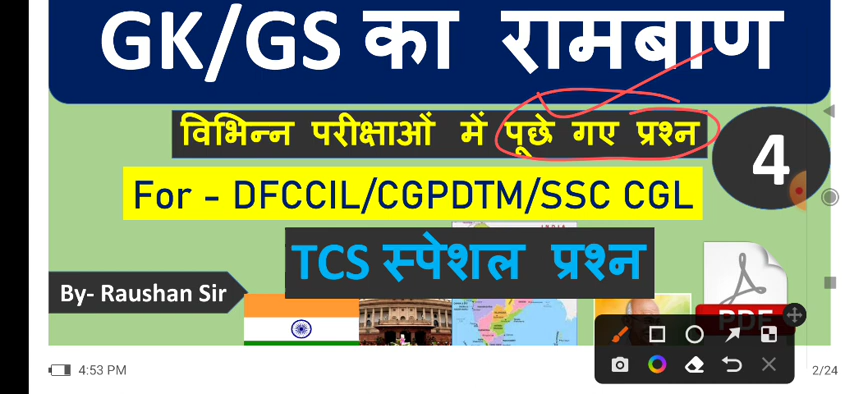 GK/GS का रामबाण
विभिन्न परीक्षाओं में पूछे गए प्रश्न
4
For - DFCCIL/CGPDTM/SSC CGL
TCS स्पेशल प्रश्न
By- Raushan Sir
PDF
4:53 PM
2/24